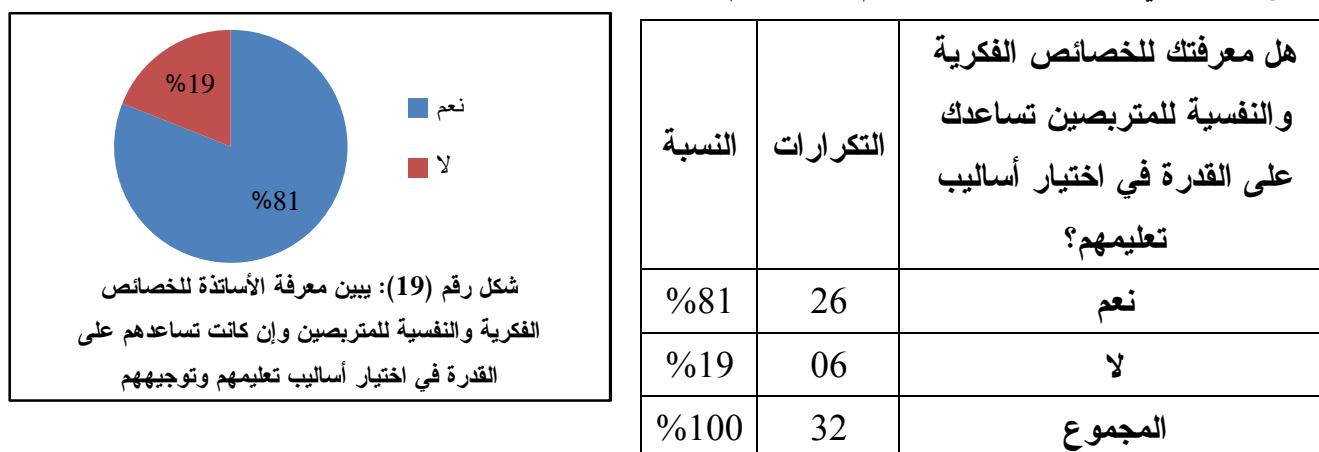 هل معرفتك للخصائص الفكرية
والنفسية للمتربصين تساعدك
على القدرة في اختيار أساليب
تعليمهم؟
التكرارات
النسبة
نعم
26
%81
لا
06
%19
المجموع
32
%100
%19
%81
نعم
لا
شكل رقم (19): يبين معرفة الأساتذة للخصائص
الفكرية والنفسية للمتربصين وإن كانت تساعدهم على
القدرة في اختيار أساليب تعليمهم وتوجيههم